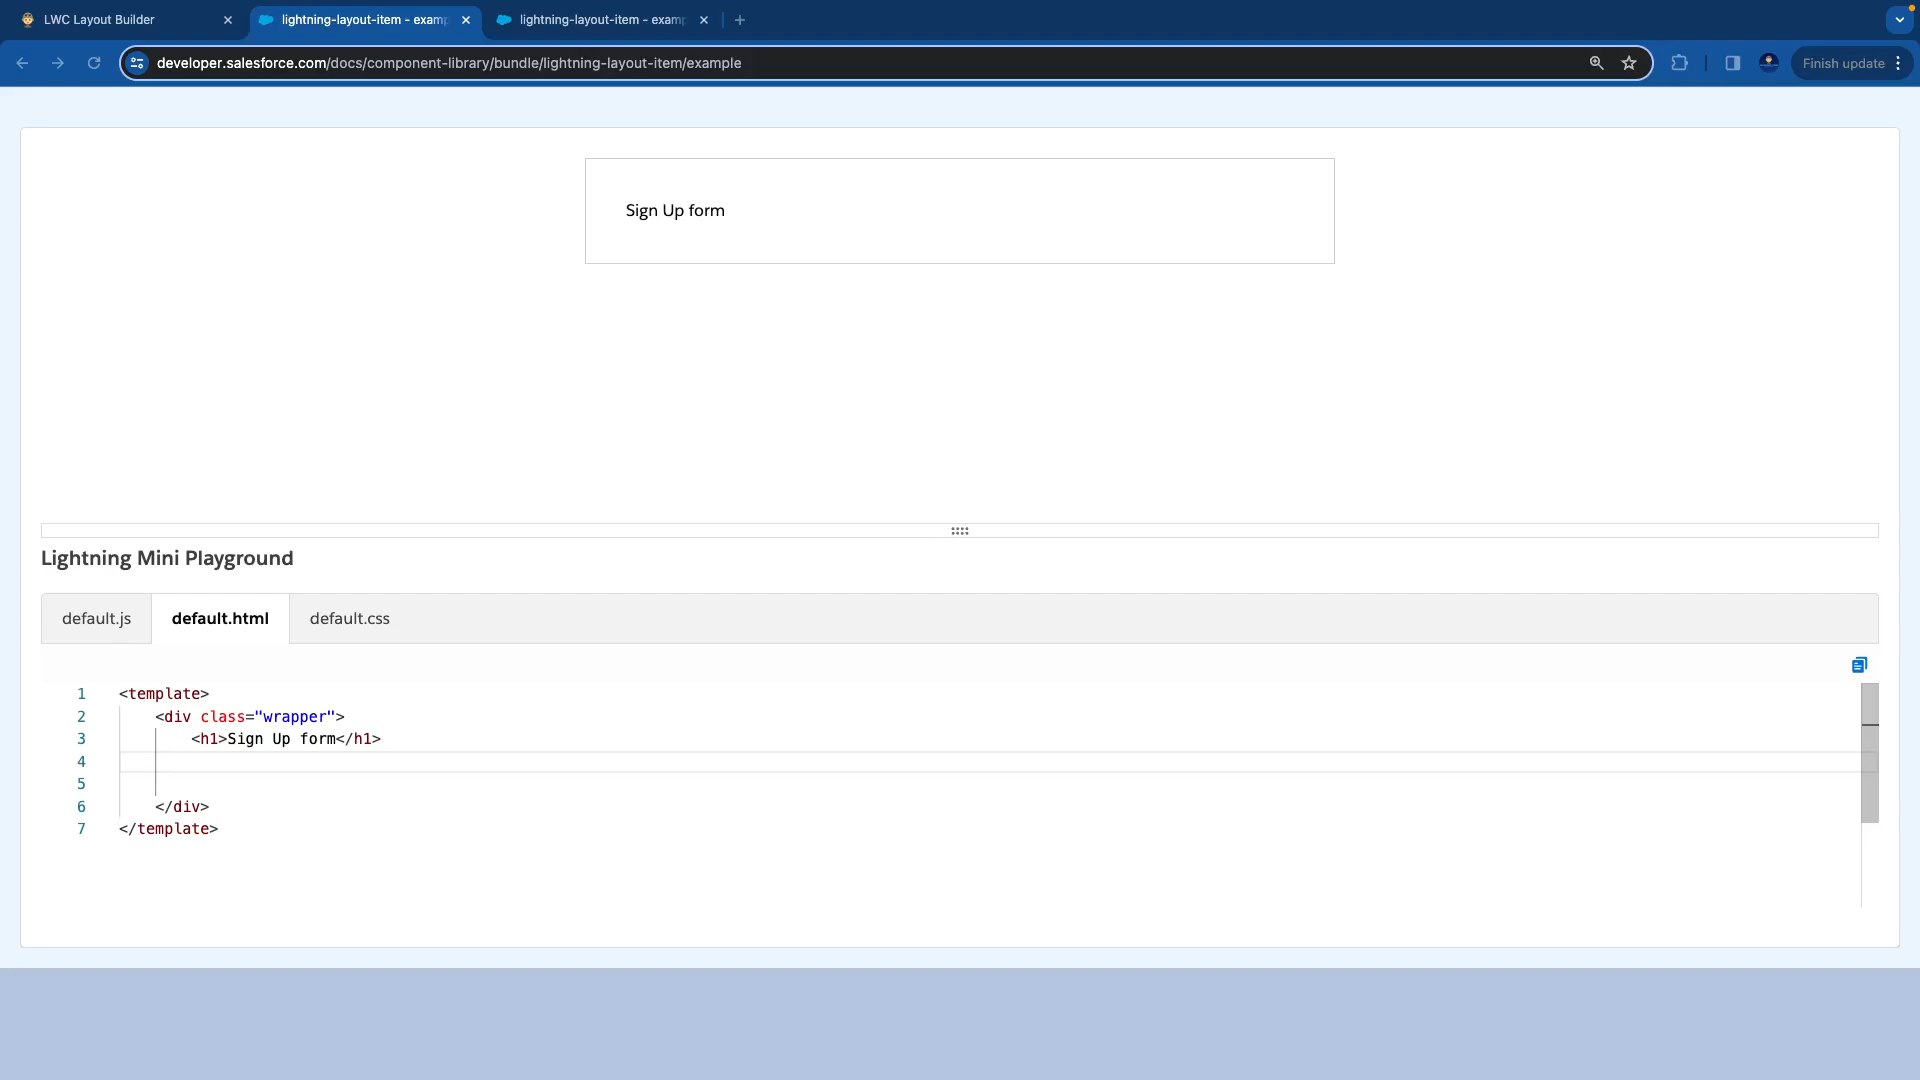 LWC Layout Builder
lightning-layout-item - examp
lightning-layout-item - examp
developer.salesforce.com/docs/component-library/bundle/lightning-layout-item/example
Finish update
Sign Up form
Lightning Mini Playground
default.js
default.html
default.css
1 <template>
2 <div class="wrapper">
3 <h1>Sign Up form</h1>
4
5
6 </div>
7 </template>